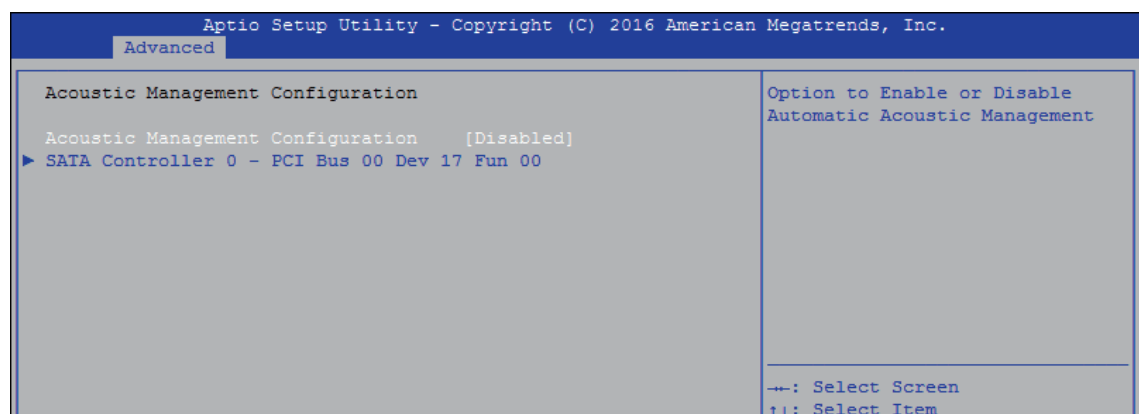 Aptio Setup Utility – Copyright (C) 2016 American Megatrends, Inc.
Advanced
Acoustic Management Configuration
Acoustic Management Configuration [Disabled]
► SATA Controller 0 – PCI Bus 00 Dev 17 Fun 00
Option to Enable or Disable
Automatic Acoustic Management
→←: Select Screen
↑↓: Select Item